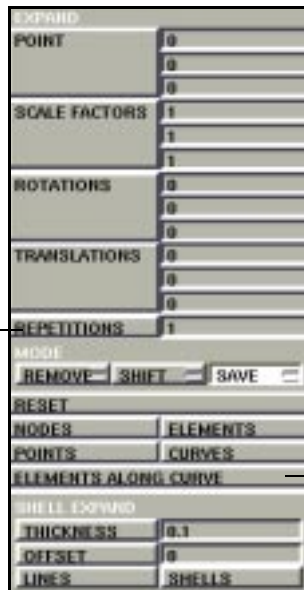 EXPAND
POINT 0
0
0
SCALE FACTORS 1
1
1
ROTATIONS 0
0
0
TRANSLATIONS 0
0
0
REPETITIONS 1
MODE
REMOVE SHIFT SAVE
RESET
NODES ELEMENTS
POINTS CURVES
ELEMENTS ALONG CURVE
SHELL EXPAND
THICKNESS 0.1
OFFSET 0
LINES SHELLS